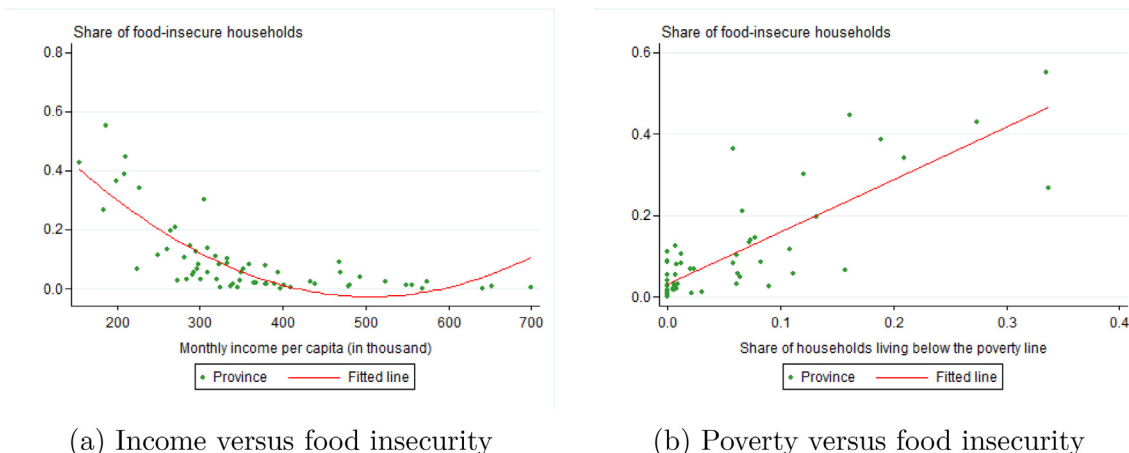 Share of food-insecure households
0.8
0.6
0.4
0.2
0.0
200 300 400 500 600 700
Monthly income per capita (in thousand)
Province Fitted line
(a) Income versus food insecurity
Share of food-insecure households
0.6
0.4
0.2
0.0
0.0 0.1 0.2 0.3 0.4
Share of households living below the poverty line
Province Fitted line
(b) Poverty versus food insecurity